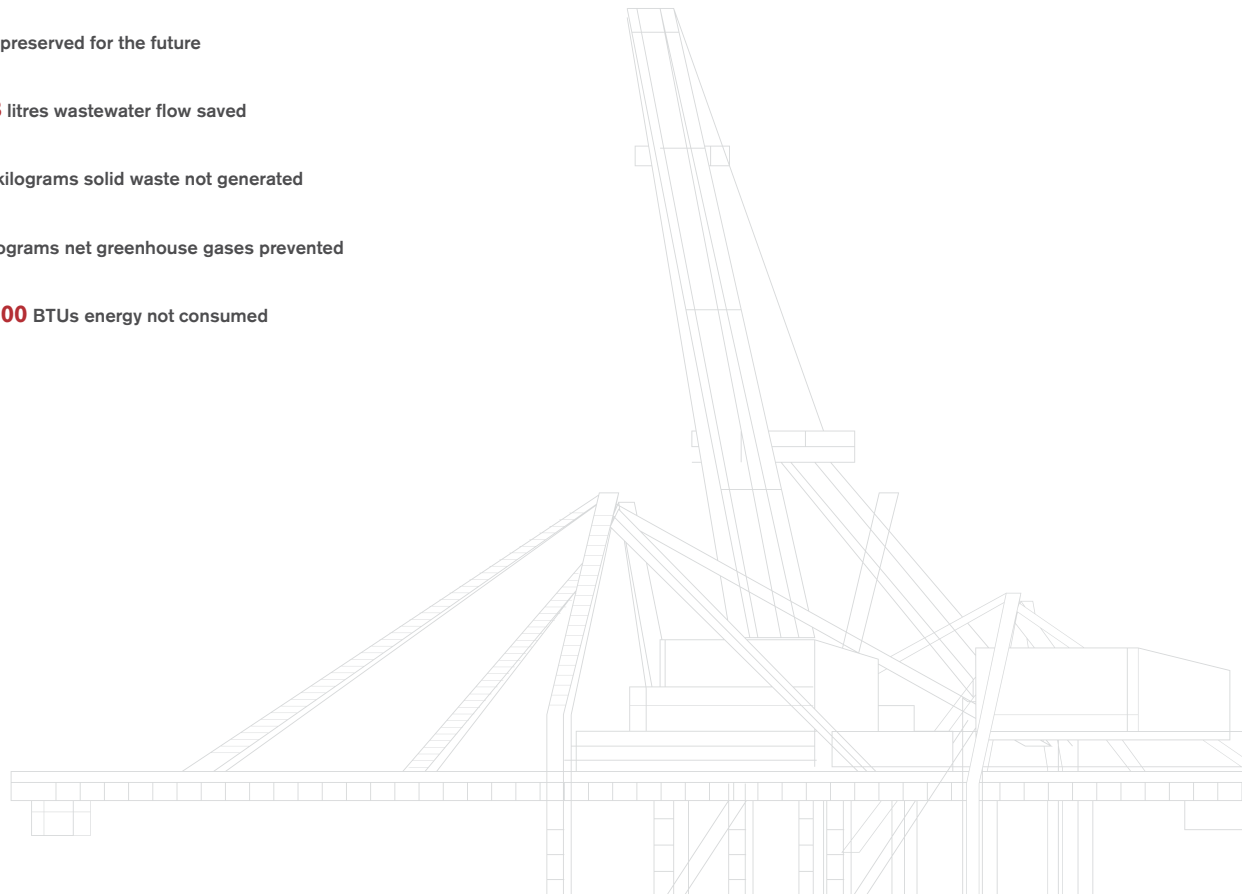 preserved for the future
litres wastewater flow saved
kilograms solid waste not generated
net greenhouse gases prevented
00 BTUs energy not consumed